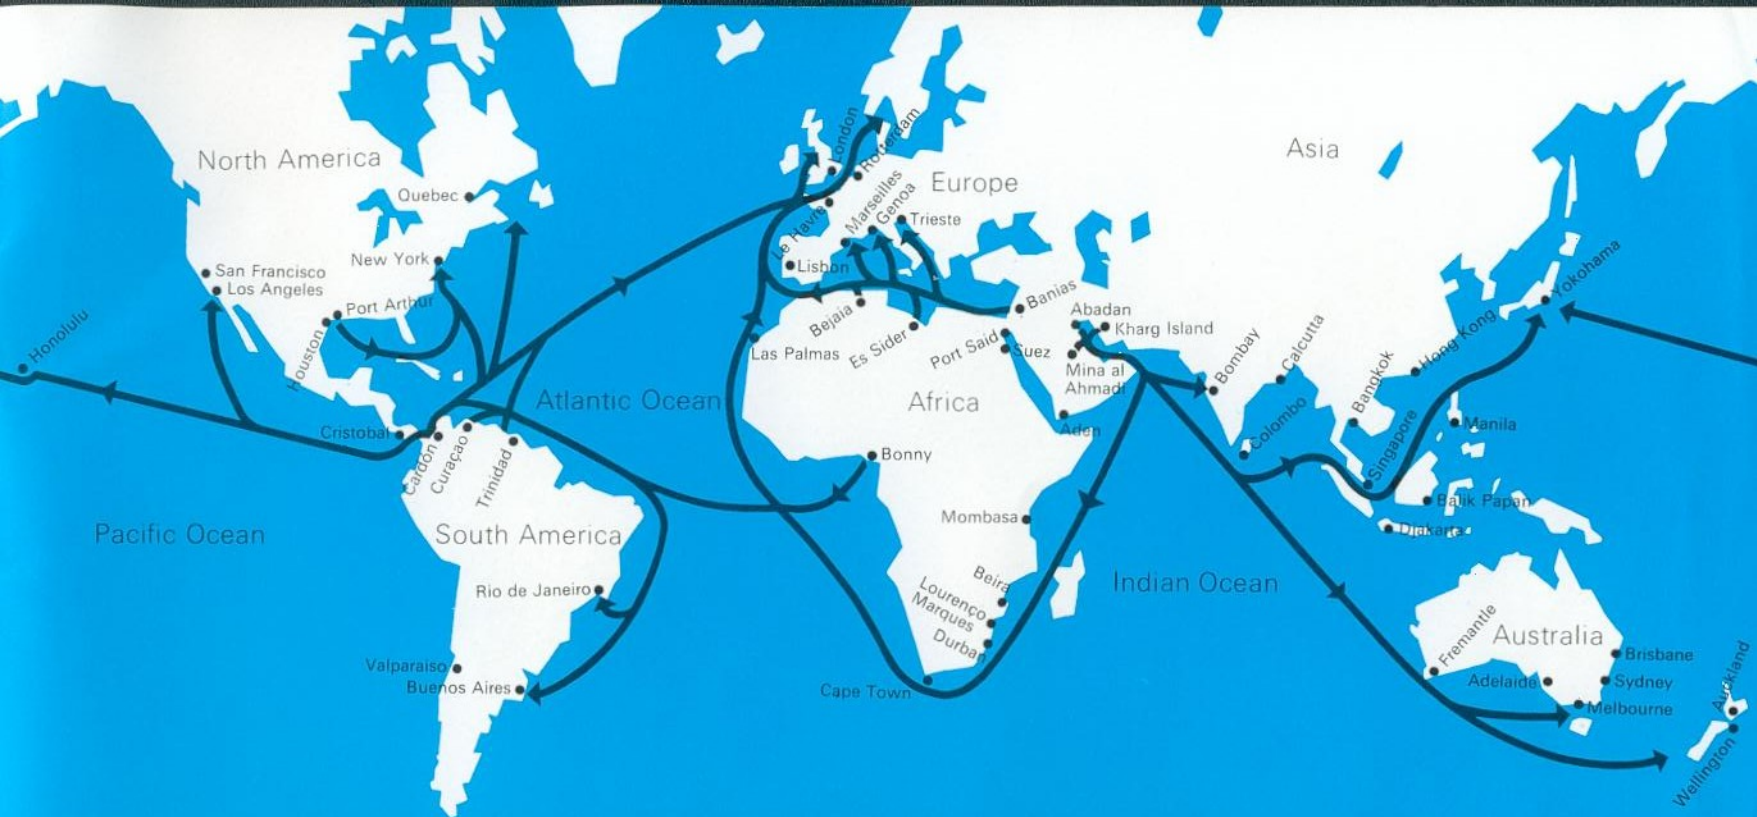 North America
Quebec
New York
San Francisco
Los Angeles
Port Arthur
Houston
Honolulu
Cristobal
Cardón
Curaçao
Trinidad
Atlantic Ocean
Pacific Ocean
South America
Rio de Janeiro
Valparaiso
Buenos Aires
London
Rotterdam
Le Havre
Marseilles
Genoa
Trieste
Lisbon
Europe
Asia
Bejaia
Es Sider
Las Palmas
Banias
Port Said
Suez
Abadan
Kharg Island
Mina al
Ahmadi
Aden
Africa
Bonny
Mombasa
Beira
Lourenço
Marques
Durban
Cape Town
Bombay
Calcutta
Colombo
Bangkok
Hong Kong
Yokohama
Manila
Singapore
Balik Papan
Djakarta
Indian Ocean
Australia
Fremantle
Adelaide
Brisbane
Sydney
Melbourne
Auckland
Wellington